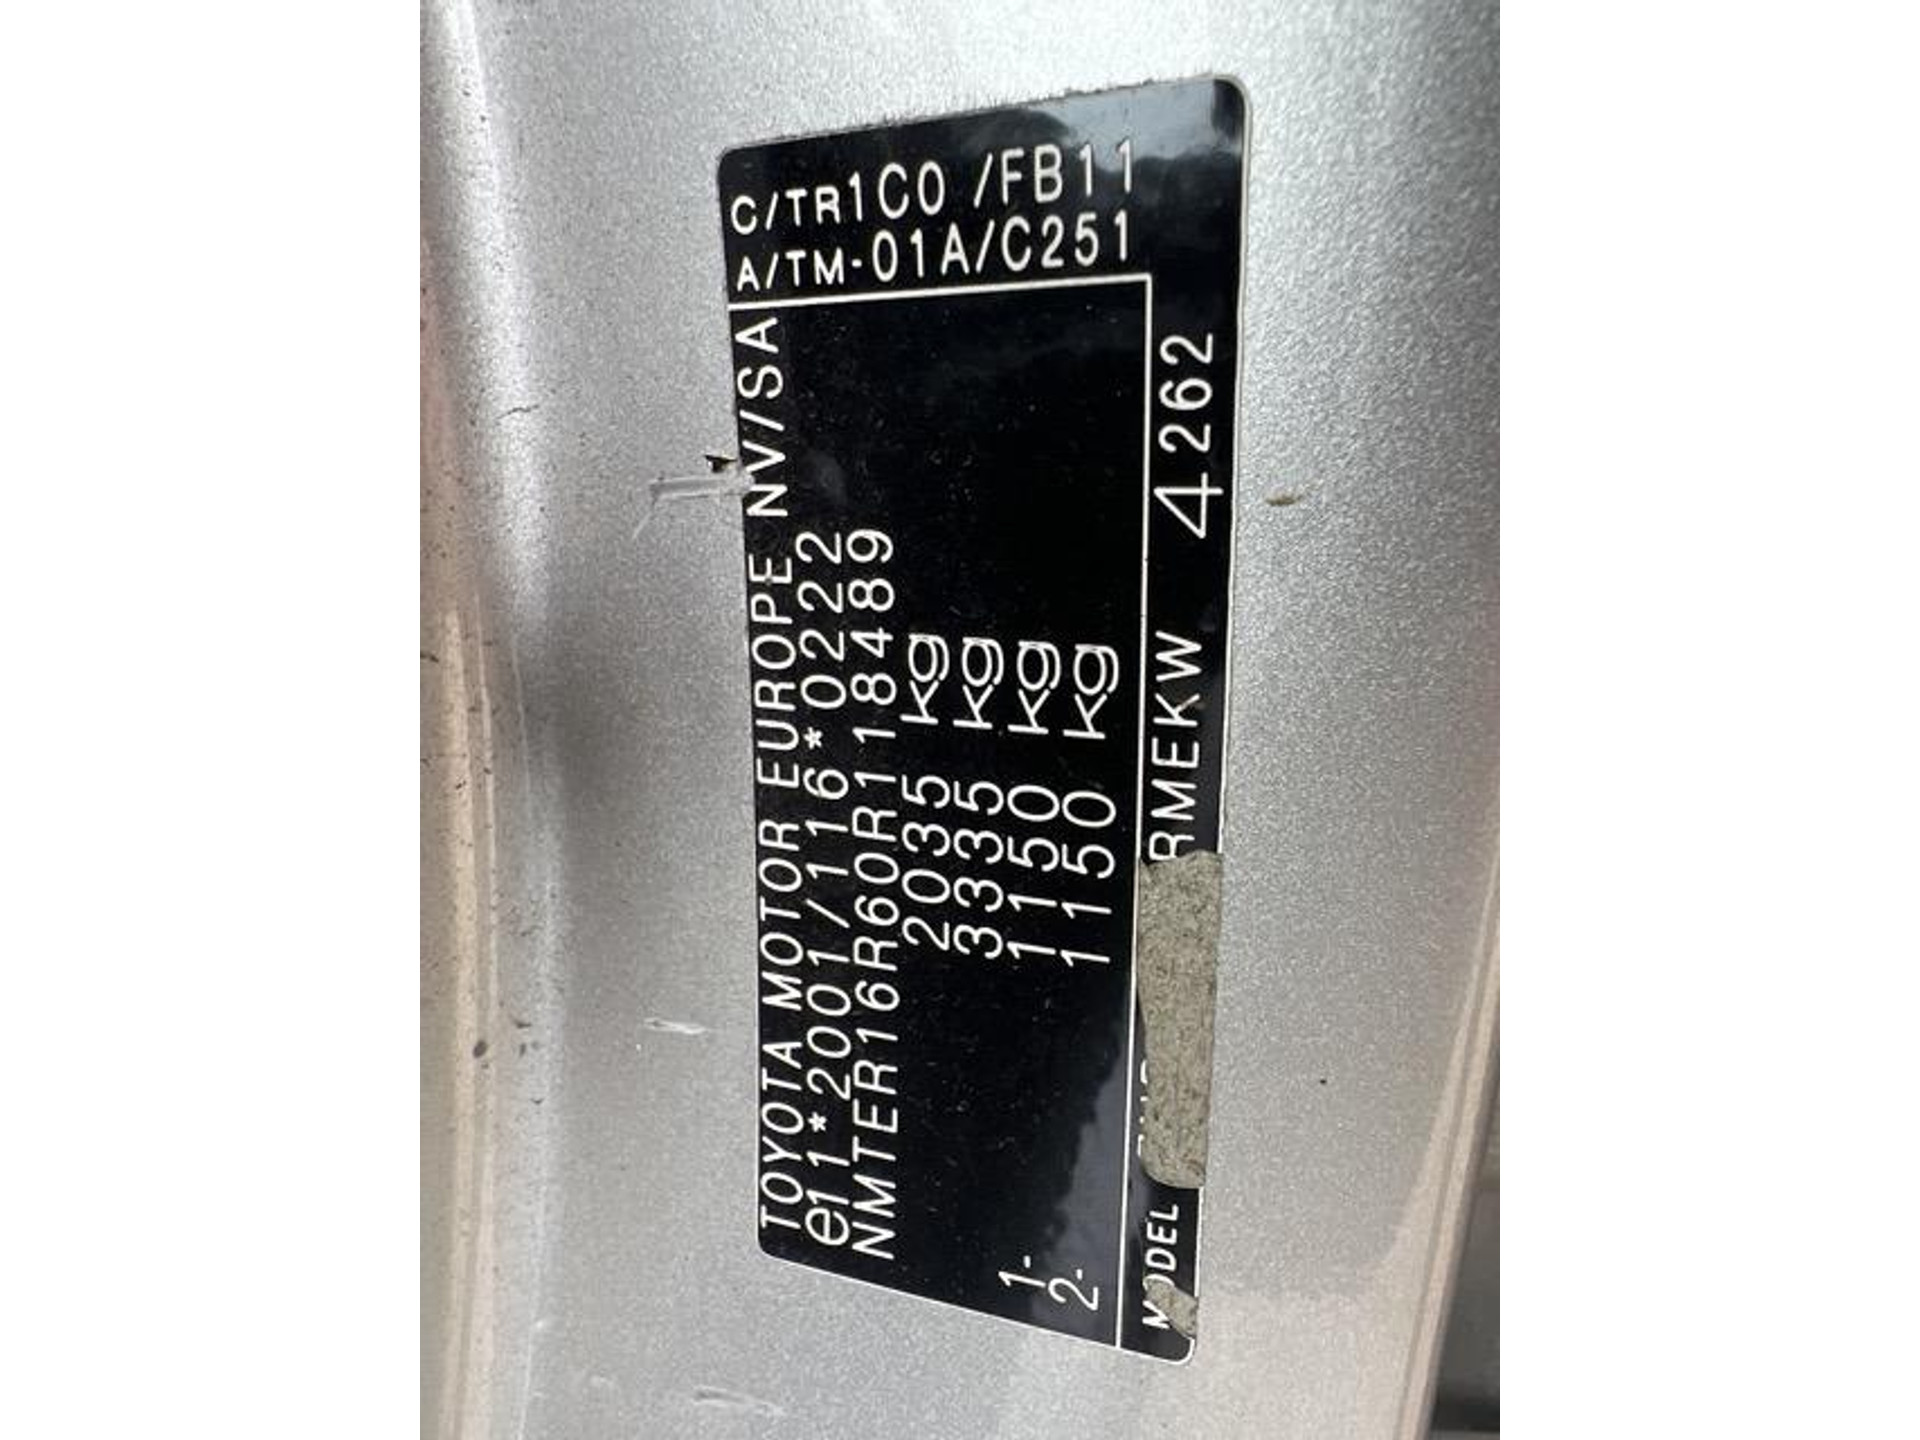 TOYOTA MOTOR EUROPE NV/SA
e11*2001/116*0222
NMTER16R60R118489
2035 kg
3335 kg
1- 1150 kg
2- 1150 kg
MODEL RMEKW 4262
C/TR1C0 /FB11
A/TM-01A/C251